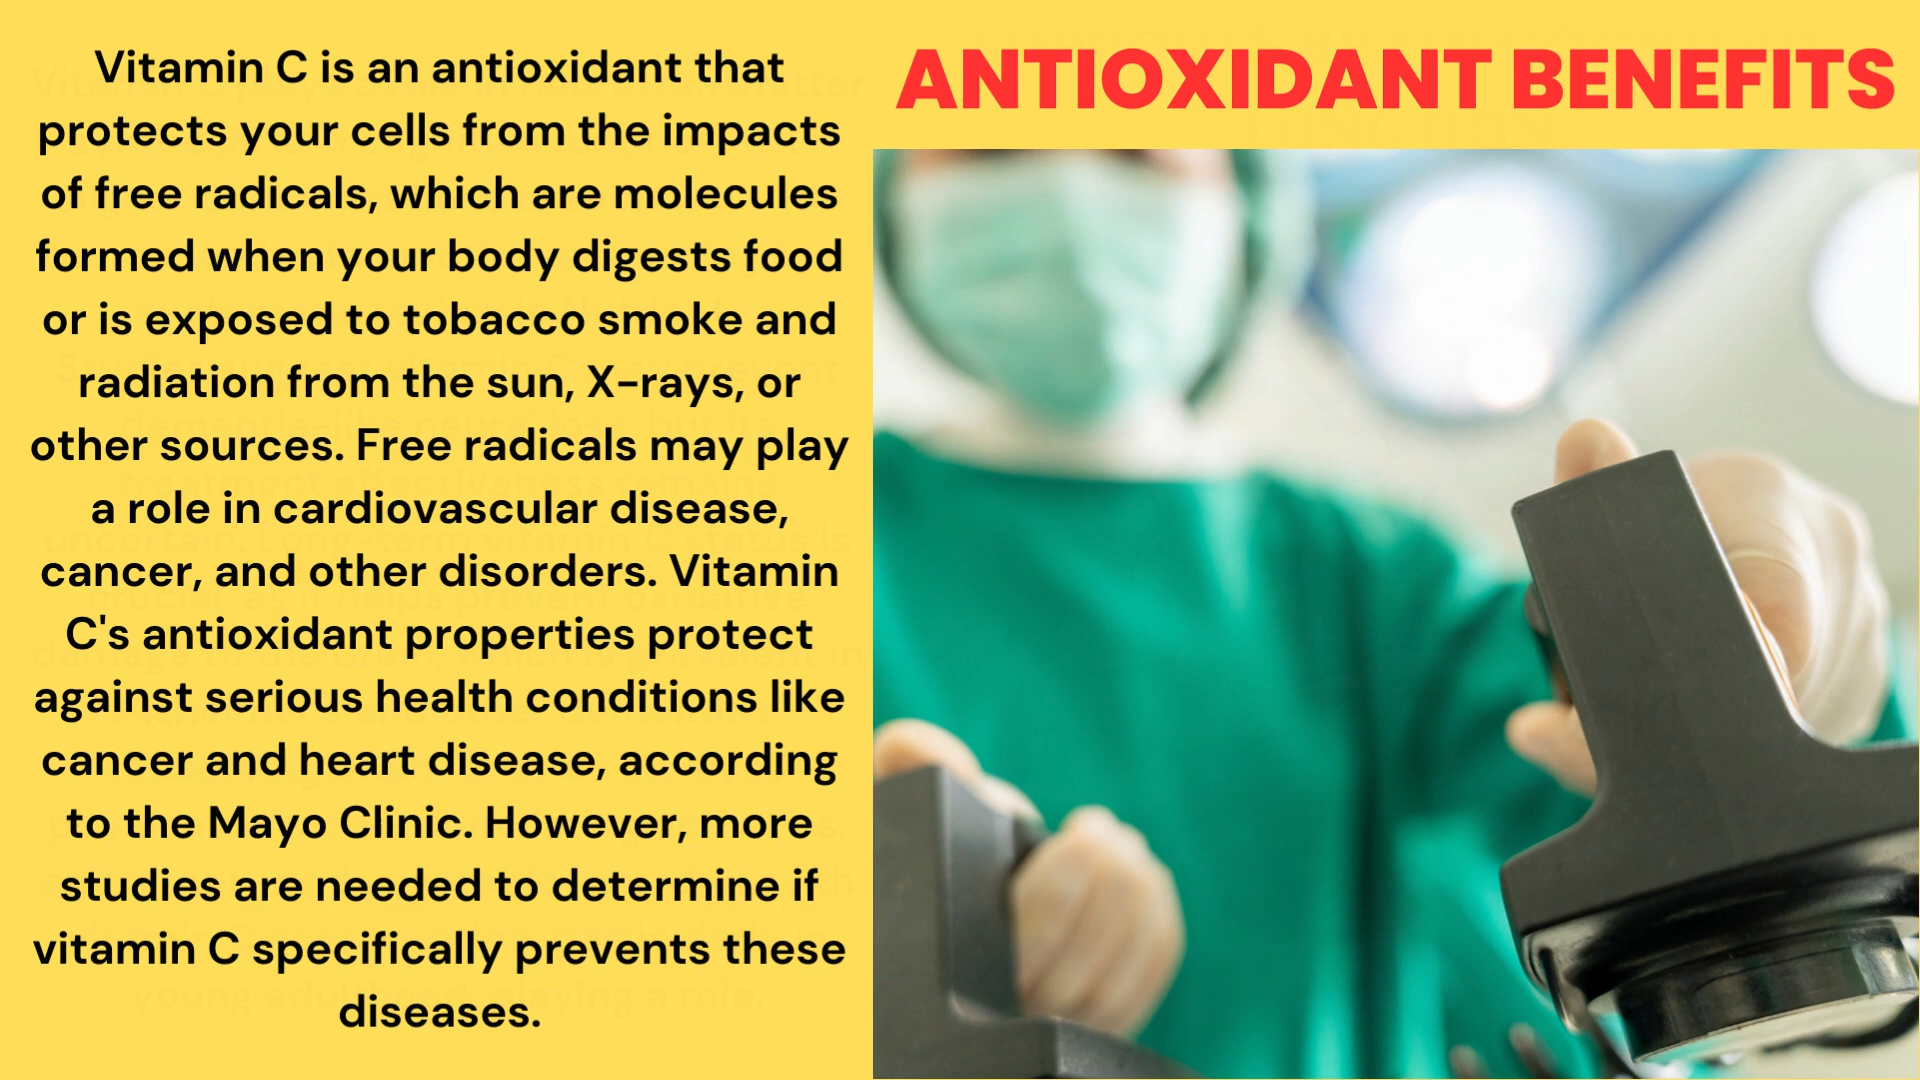 ANTIOXIDANT BENEFITS
Vitamin C is an antioxidant that
protects your cells from the impacts
of free radicals, which are molecules
formed when your body digests food
or is exposed to tobacco smoke and
radiation from the sun, X-rays, or
other sources. Free radicals may play
a role in cardiovascular disease,
cancer, and other disorders. Vitamin
C's antioxidant properties protect
against serious health conditions like
cancer and heart disease, according
to the Mayo Clinic. However, more
studies are needed to determine if
vitamin C specifically prevents these
diseases.